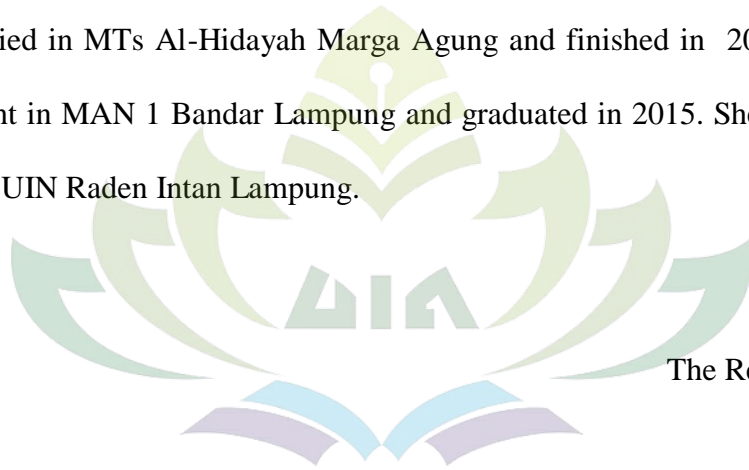 ied in MTs Al-Hidayah Marga Agung and finished in 20
nt in MAN 1 Bandar Lampung and graduated in 2015. Sh
UIN Raden Intan Lampung.
UIN
The R